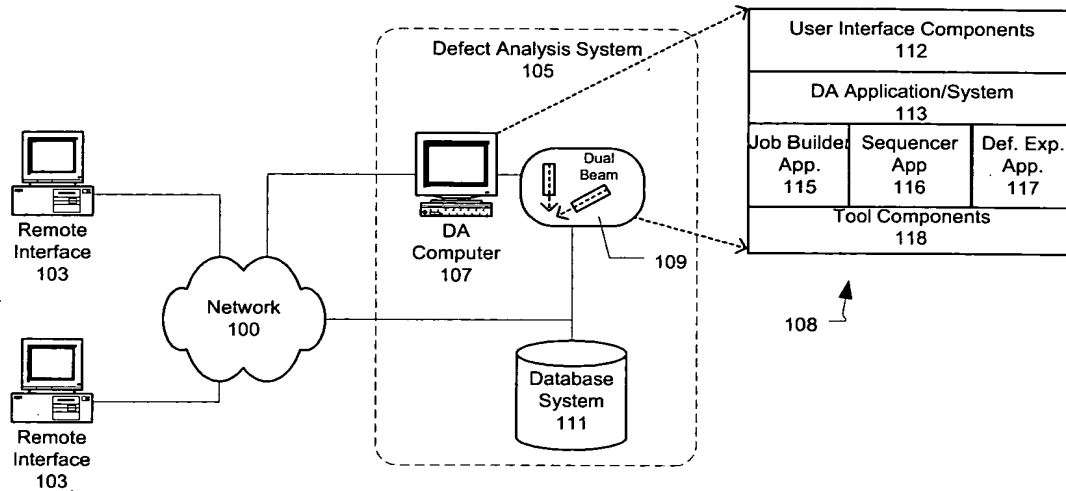 Defect Analysis System
105
User Interface Components
112
DA Application/System
113
Job Builder
App.
115
Sequencer
App
116
Def. Exp.
App.
117
Tool Components
118
108
Dual
Beam
109
DA
Computer
107
Remote
Interface
103
Network
100
Database
System
111
Remote
Interface
103